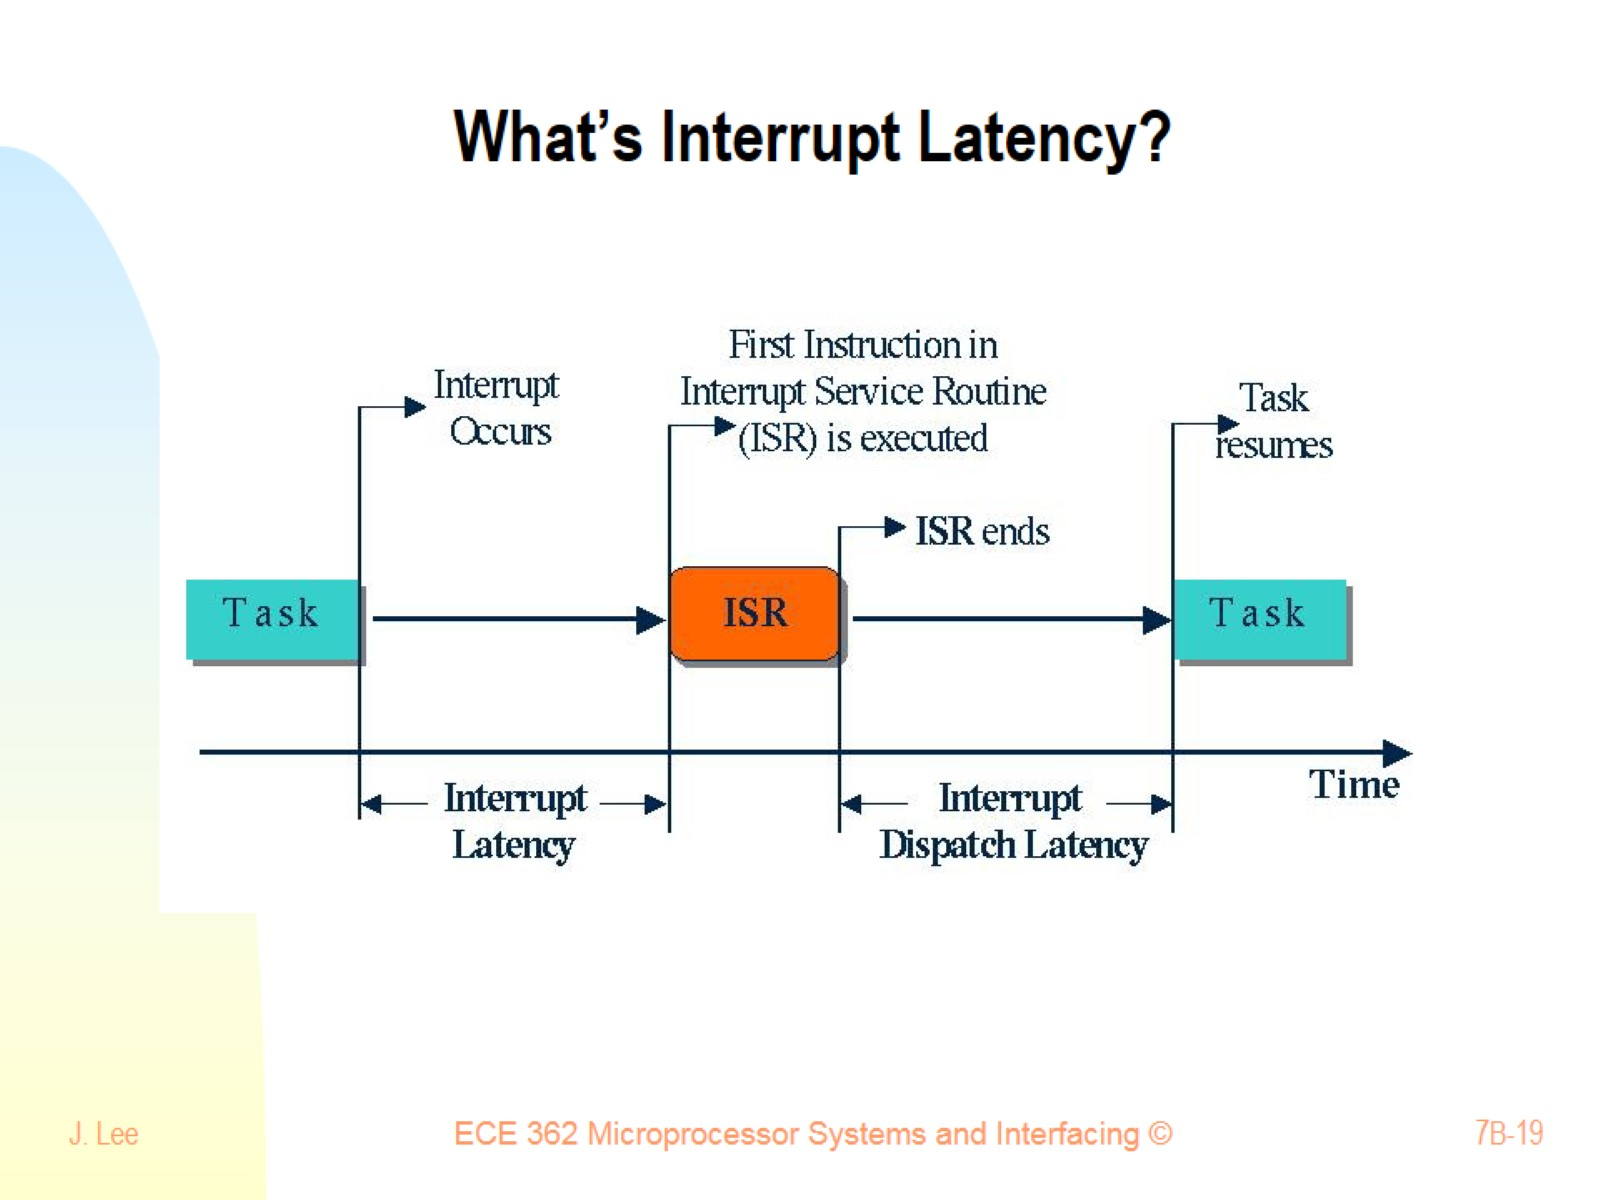 What’s Interrupt Latency?
First Instruction in
Interrupt Service Routine
(ISR) is executed
Interrupt
Occurs
Task
resumes
ISR ends
Task
ISR
Task
Time
Interrupt
Latency
Interrupt
Dispatch Latency
J. Lee
ECE 362 Microprocessor Systems and Interfacing ©
7B-19